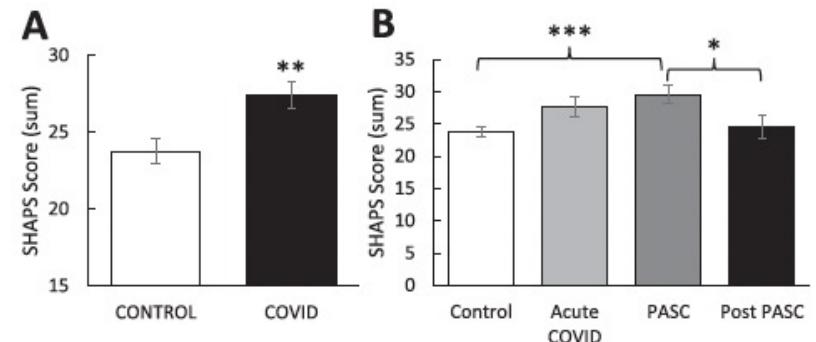 A
SHAPS Score (sum)
30
25
20
15
**
CONTROL COVID
B
SHAPS Score (sum)
35
30
25
20
15
10
5
0
***
*
Control Acute COVID PASC Post PASC